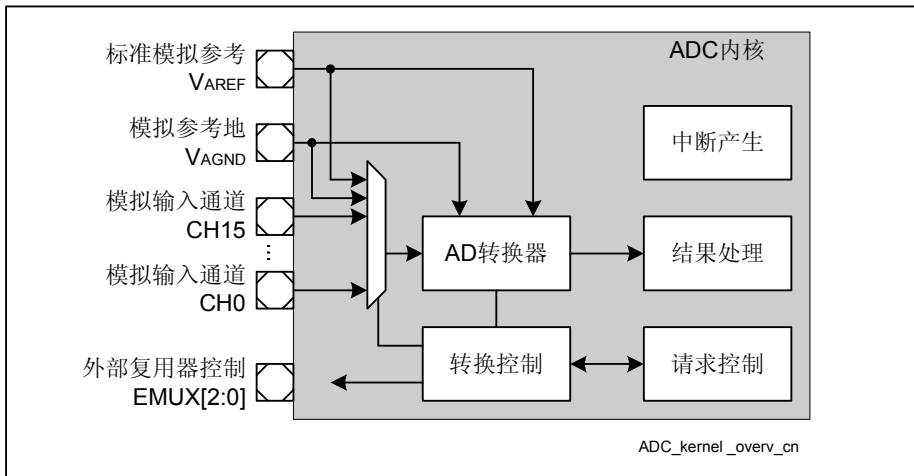 标准模拟参考
VAREF
模拟参考地
VAGND
模拟输入通道
CH15
...
模拟输入通道
CH0
外部复用器控制
EMUX[2:0]
ADC内核
中断产生
AD转换器
结果处理
转换控制
请求控制
ADC_kernel _overv_cn